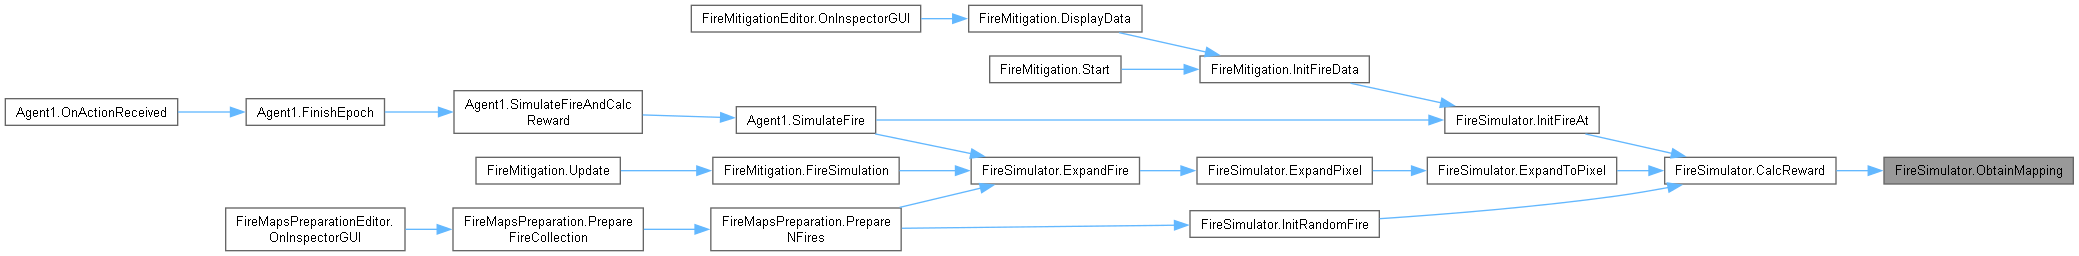 FireMitigationEditor.OnInspectorGUI
FireMitigation.DisplayData
FireMitigation.Start
FireMitigation.InitFireData
Agent1.OnActionReceived
Agent1.FinishEpoch
Agent1.SimulateFireAndCalc
Reward
Agent1.SimulateFire
FireSimulator.InitFireAt
FireMitigation.Update
FireMitigation.FireSimulation
FireSimulator.ExpandFire
FireSimulator.ExpandPixel
FireSimulator.ExpandToPixel
FireSimulator.CalcReward
FireSimulator.ObtainMapping
FireMapsPreparationEditor.
OnInspectorGUI
FireMapsPreparation.Prepare
FireCollection
FireMapsPreparation.Prepare
NFires
FireSimulator.InitRandomFire